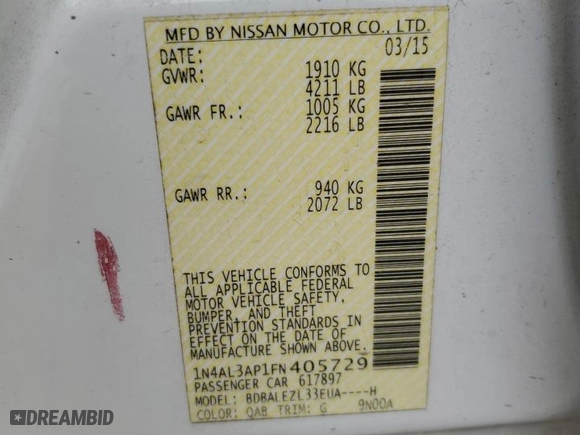 MFD BY NISSAN MOTOR CO., LTD.
DATE: 03/15
GVWR: 1910 KG
4211 LB
GAWR FR.: 1005 KG
2216 LB
GAWR RR.: 940 KG
2072 LB
THIS VEHICLE CONFORMS TO
ALL APPLICABLE FEDERAL
MOTOR VEHICLE SAFETY,
BUMPER, AND THEFT
PREVENTION STANDARDS IN
EFFECT ON THE DATE OF
MANUFACTURE SHOWN ABOVE.
1N4AL3AP1FN405729
PASSENGER CAR 617897
MODEL: BDBALEZL33EUA----H
COLOR: QAB TRIM: G 9N00A
© DREAMBID
DREAMBID